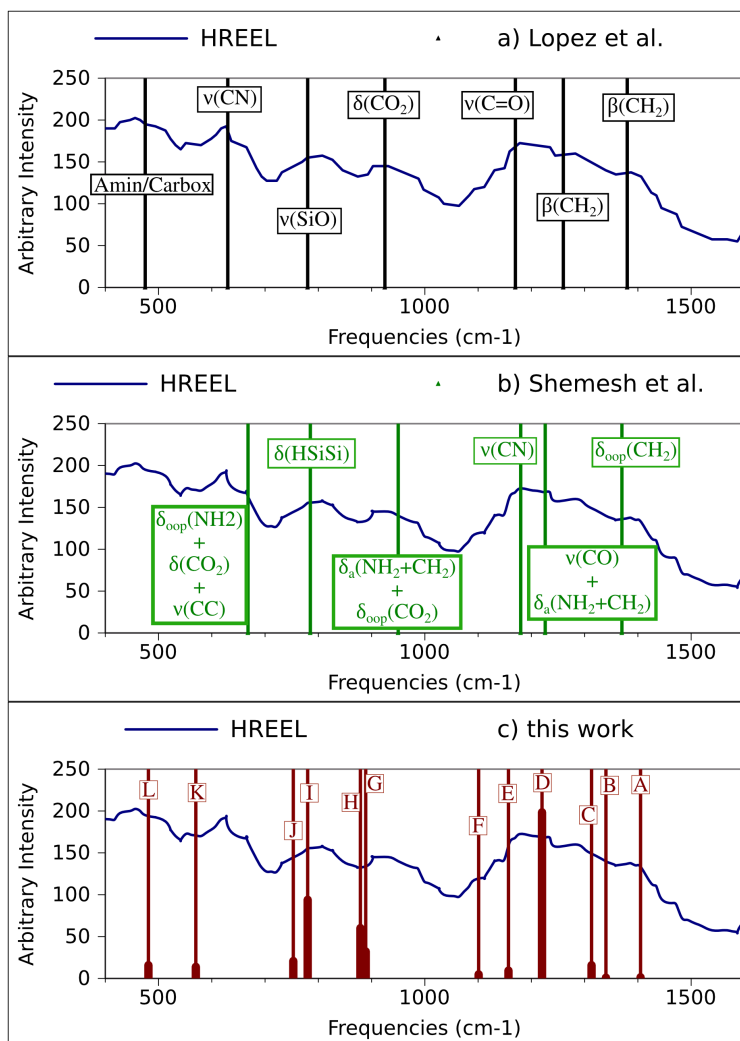 HREEL a) Lopez et al.
Arbitrary Intensity
250
200
150
100
50
0
ν(CN)
δ(CO₂)
ν(C=O)
β(CH₂)
Amin/Carbox
ν(SiO)
β(CH₂)
500 1000 1500
Frequencies (cm-1)
HREEL b) Shemesh et al.
Arbitrary Intensity
250
200
150
100
50
0
δ(HSiSi)
ν(CN)
δₒₒₚ(CH₂)
δₒₒₚ(NH2)
+
δ(CO₂)
+
ν(CC)
δₐ(NH₂+CH₂)
+
δₒₒₚ(CO₂)
ν(CO)
+
δₐ(NH₂+CH₂)
500 1000 1500
Frequencies (cm-1)
HREEL c) this work
Arbitrary Intensity
250
200
150
100
50
0
L K J I H G F E D C B A
500 1000 1500
Frequencies (cm-1)